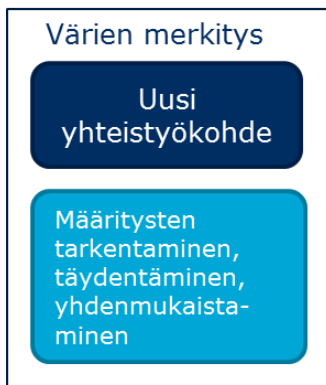 Värien merkitys
Uusi
yhteistyökohde
Määritysten
tarkentaminen,
täydentäminen,
yhdenmukaista-
minen